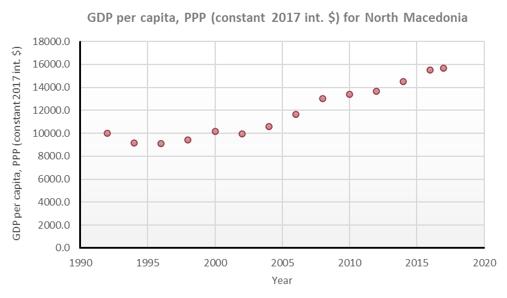 GDP per capita, PPP (constant 2017 int. $) for North Macedonia
GDP per capita, PPP (constant 2017 int. $)
18000.0
16000.0
14000.0
12000.0
10000.0
8000.0
6000.0
4000.0
2000.0
0.0
1990 1995 2000 2005 2010 2015 2020
Year